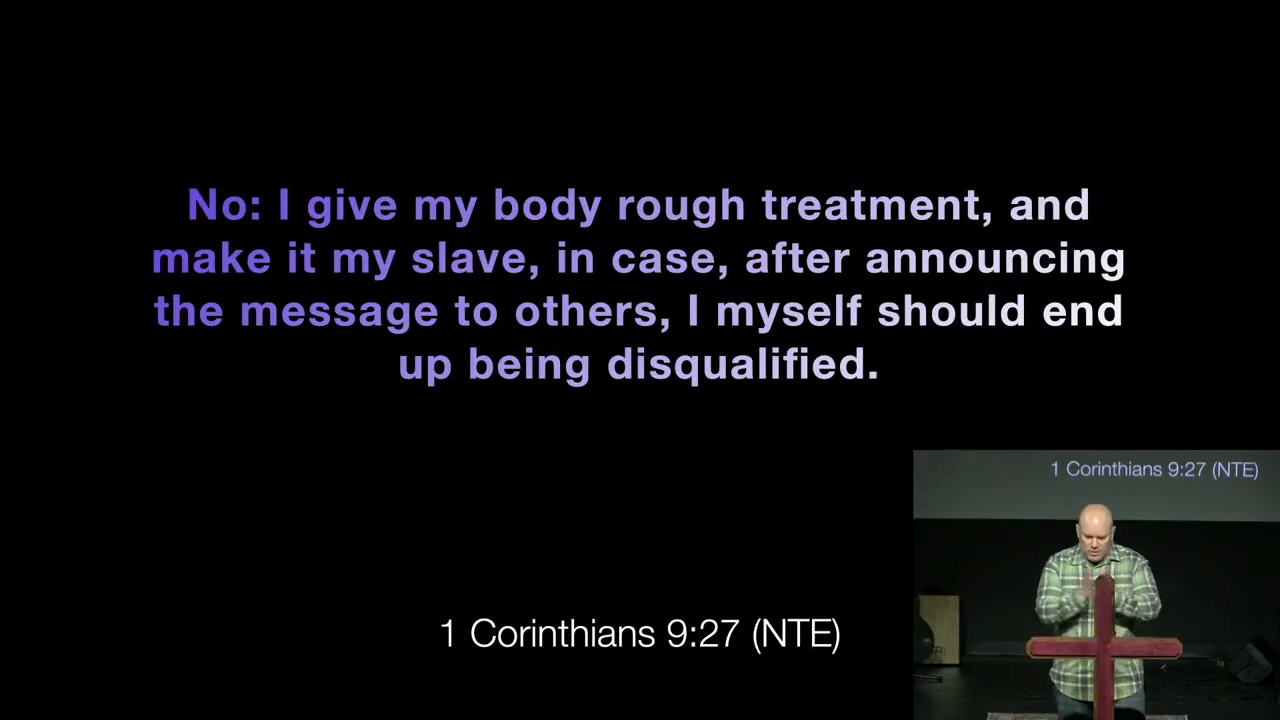 No: I give my body rough treatment, and
make it my slave, in case, after announcing
the message to others, I myself should end
up being disqualified.
1 Corinthians 9:27 (NTE)
1 Corinthians 9:27 (NTE)